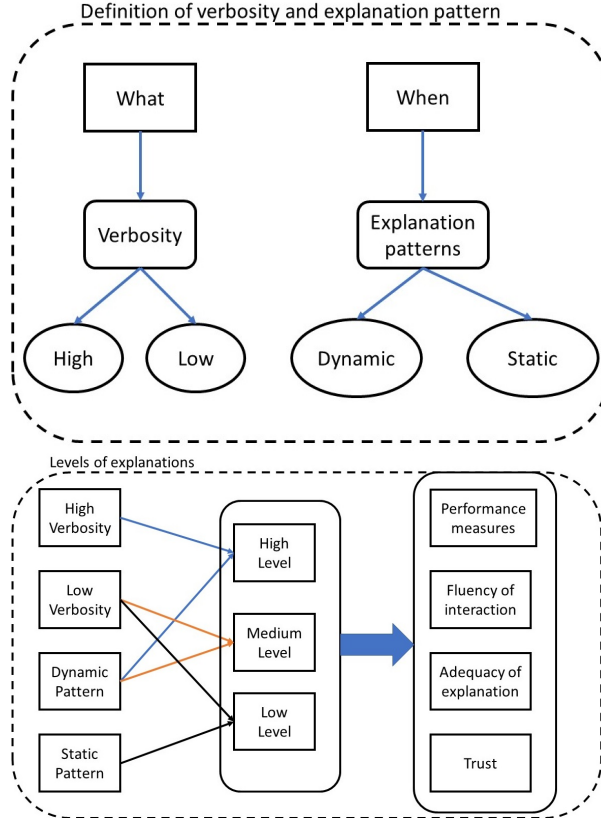 Definition of verbosity and explanation pattern
What
When
Verbosity
Explanation
patterns
High
Low
Dynamic
Static
Levels of explanations
High
Verbosity
Low
Verbosity
Dynamic
Pattern
Static
Pattern
High
Level
Medium
Level
Low
Level
Performance
measures
Fluency of
interaction
Adequacy of
explanation
Trust